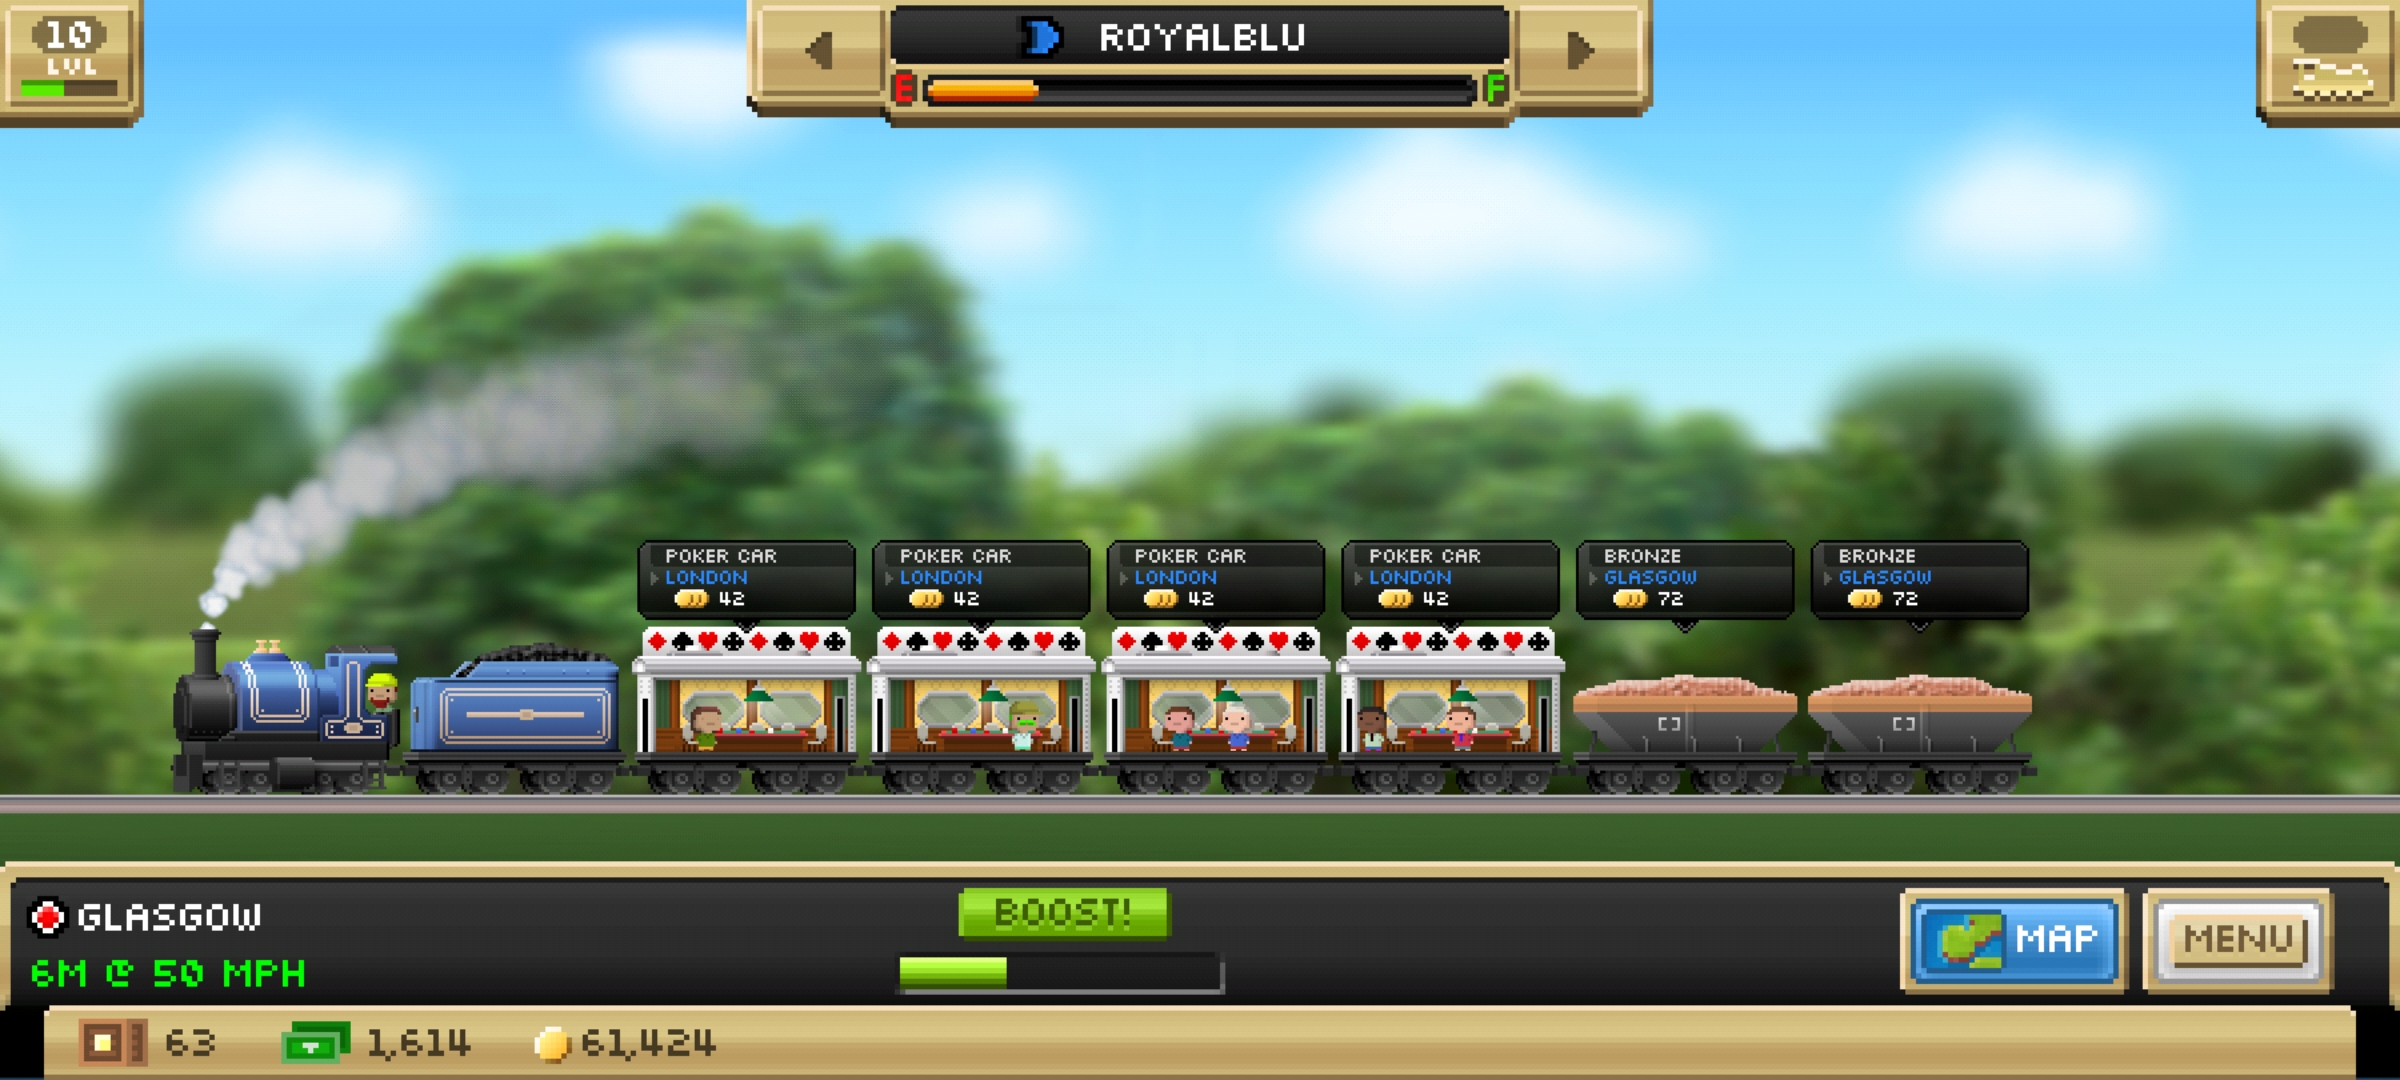 10
LVL
ROYALBLU
E F
POKER CAR
LONDON
42
POKER CAR
LONDON
42
POKER CAR
LONDON
42
POKER CAR
LONDON
42
BRONZE
GLASGOW
72
BRONZE
GLASGOW
72
GLASGOW
6M @ 50 MPH
BOOST!
MAP
MENU
63
1,614
61,424